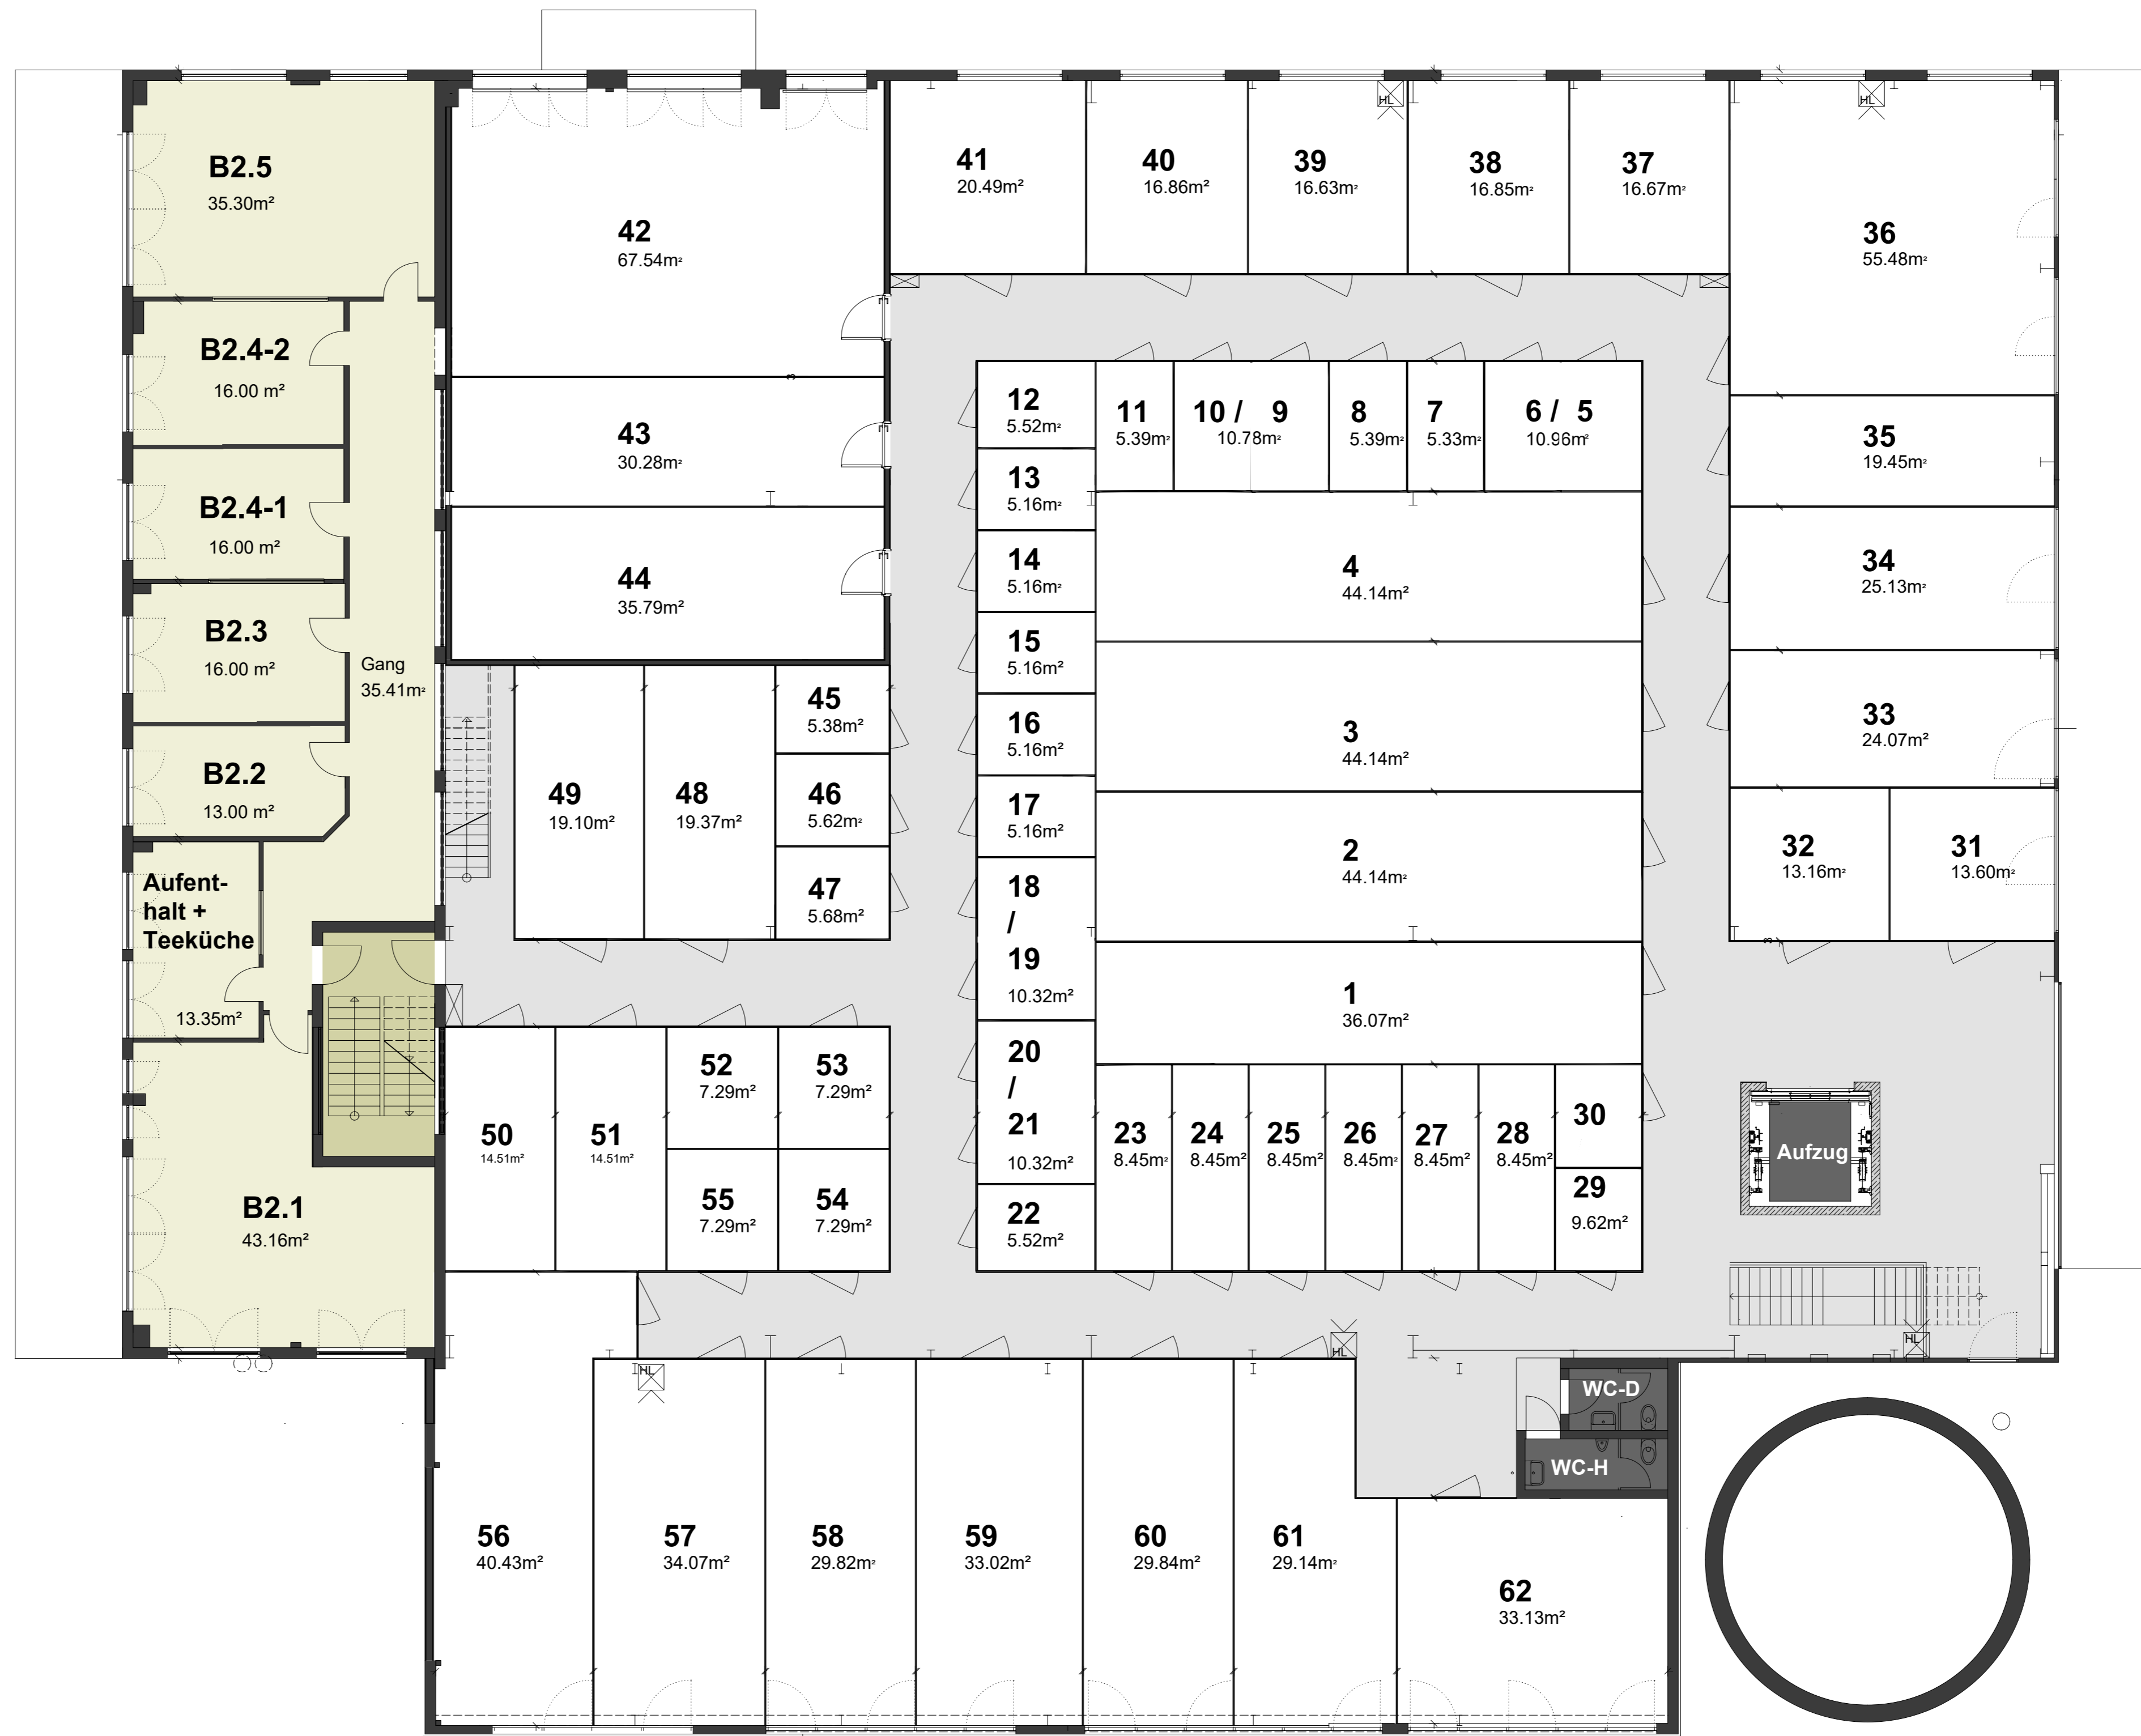 B2.5
35.30m²
B2.4-2
16.00 m²
B2.4-1
16.00 m²
B2.3
16.00 m²
Gang
35.41m²
B2.2
13.00 m²
Aufent-
halt +
Teeküche
13.35m²
B2.1
43.16m²
42
67.54m²
43
30.28m²
44
35.79m²
41
20.49m²
40
16.86m²
39
16.63m²
HL
38
16.85m²
37
16.67m²
HL
36
55.48m²
35
19.45m²
34
25.13m²
33
24.07m²
32
13.16m²
31
13.60m²
12
5.52m²
11
5.39m²
10 / 9
10.78m²
8
5.39m²
7
5.33m²
6 / 5
10.96m²
13
5.16m²
14
5.16m²
15
5.16m²
16
5.16m²
17
5.16m²
18
/
19
10.32m²
20
/
21
10.32m²
22
5.52m²
4
44.14m²
3
44.14m²
2
44.14m²
1
36.07m²
23
8.45m²
24
8.45m²
25
8.45m²
26
8.45m²
27
8.45m²
28
8.45m²
30
29
9.62m²
49
19.10m²
48
19.37m²
45
5.38m²
46
5.62m²
47
5.68m²
50
14.51m²
51
14.51m²
52
7.29m²
53
7.29m²
55
7.29m²
54
7.29m²
Aufzug
HL
HL
HL
WC-D
WC-H
56
40.43m²
57
34.07m²
58
29.82m²
59
33.02m²
60
29.84m²
61
29.14m²
62
33.13m²
3
3